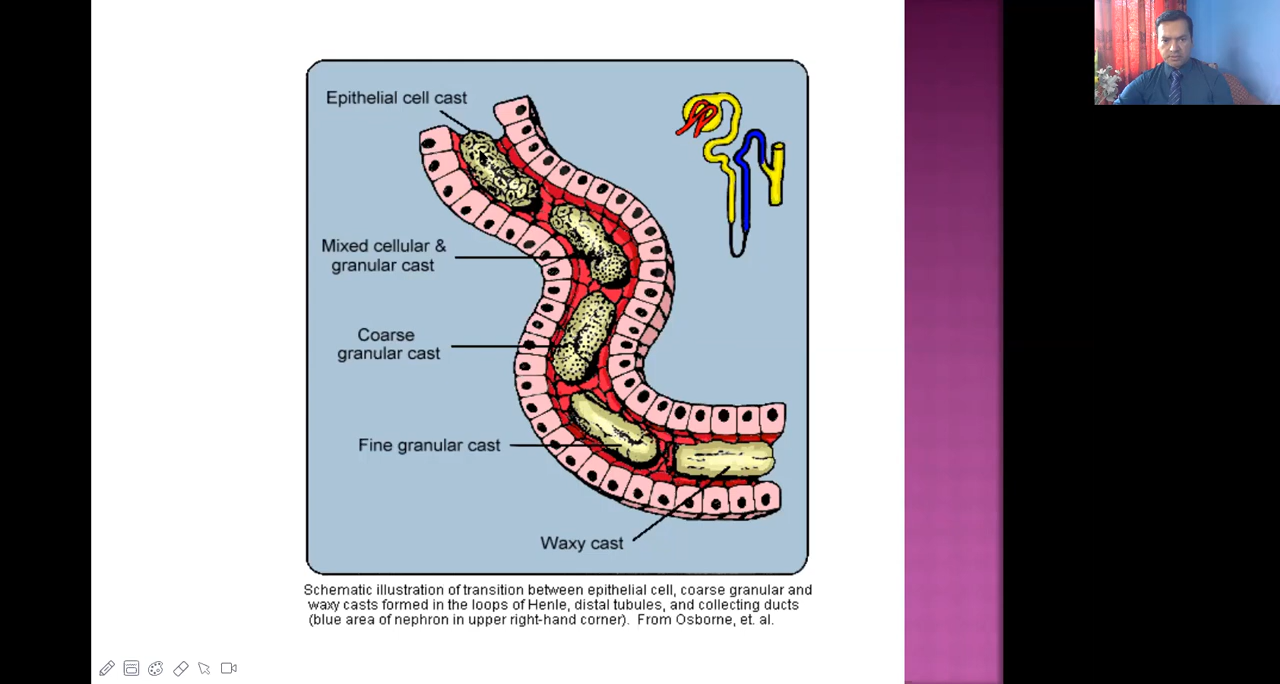 Epithelial cell cast
Mixed cellular &
granular cast
Coarse
granular cast
Fine granular cast
Waxy cast
Schematic illustration of transition between epithelial cell, coarse granular and
waxy casts formed in the loops of Henle, distal tubules, and collecting ducts
(blue area of nephron in upper right-hand corner). From Osborne, et. al.